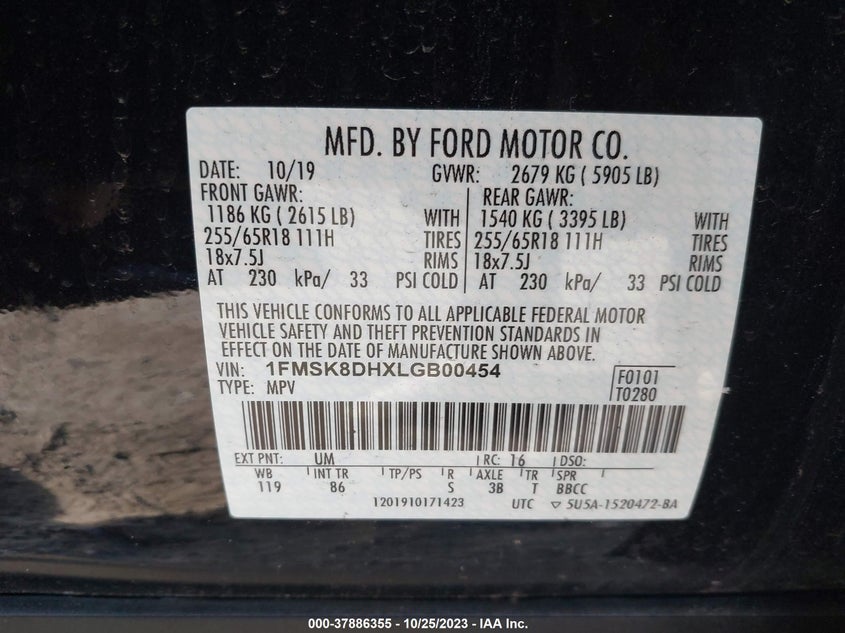 MFD. BY FORD MOTOR CO.
DATE: 10/19 GVWR: 2679 KG ( 5905 LB)
FRONT GAWR: REAR GAWR:
1186 KG ( 2615 LB) WITH 1540 KG ( 3395 LB) WITH
255/65R18 111H TIRES 255/65R18 111H TIRES
18x7.5J RIMS 18x7.5J RIMS
AT 230 kPa/ 33 PSI COLD AT 230 kPa/ 33 PSI COLD
THIS VEHICLE CONFORMS TO ALL APPLICABLE FEDERAL MOTOR
VEHICLE SAFETY AND THEFT PREVENTION STANDARDS IN
EFFECT ON THE DATE OF MANUFACTURE SHOWN ABOVE.
VIN: 1FMSK8DHXLGB00454 F0101
TYPE: MPV T0280
EXT PNT: UM RC: 16 DSO:
WB INT TR TP/PS R AXLE TR SPR
119 86 S 3B T BBCC
1201910171423 UTC ▽ 5U5A-1520472-BA
000-37886355 - 10/25/2023 - IAA Inc.